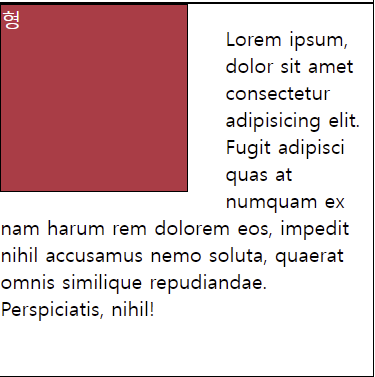 형
Lorem ipsum,
dolor sit amet
consectetur
adipisicing elit.
Fugit adipisci
quas at
numquam ex
nam harum rem dolorem eos, impedit
nihil accusamus nemo soluta, quaerat
omnis similique repudiandae.
Perspiciatis, nihil!